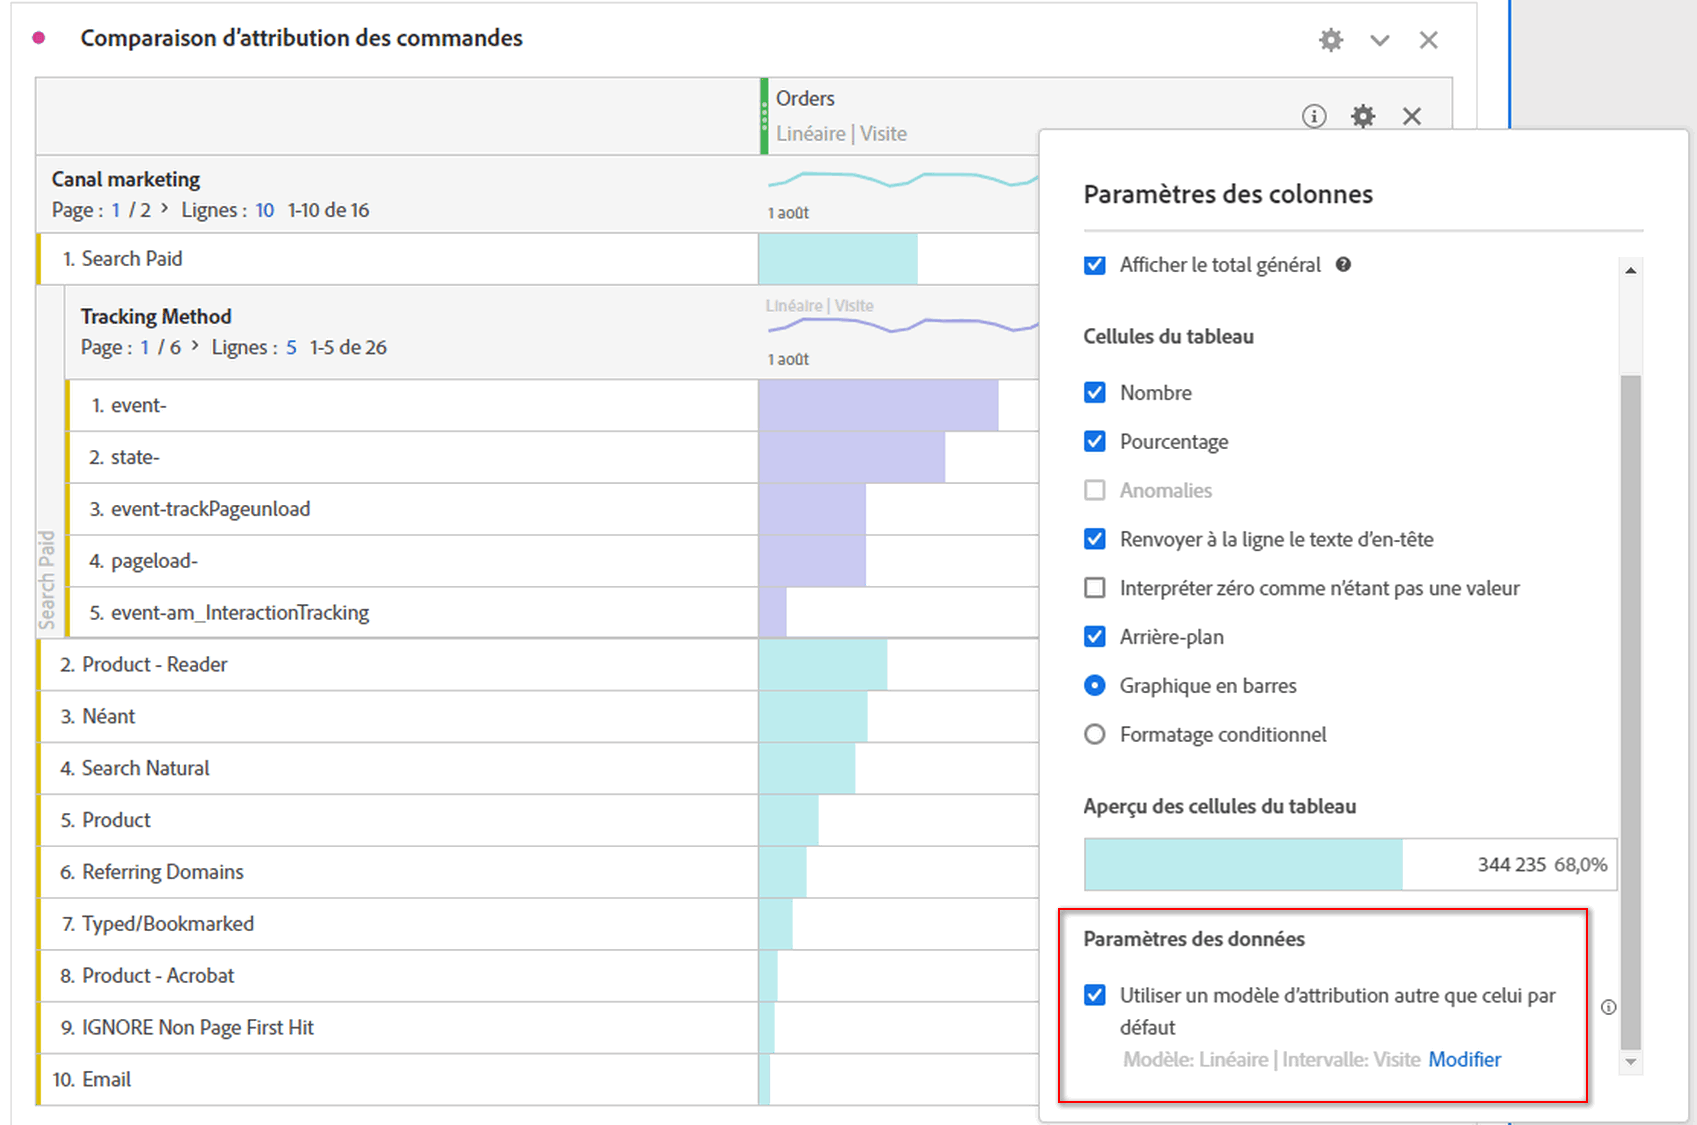 Comparaison d’attribution des commandes
Orders
Linéaire | Visite
Canal marketing
Page : 1 / 2 > Lignes : 10 1-10 de 16
1 août
1. Search Paid
Tracking Method
Page : 1 / 6 > Lignes : 5 1-5 de 26
Linéaire | Visite
1 août
Search Paid
1. event-
2. state-
3. event-trackPageunload
4. pageload-
5. event-am_InteractionTracking
2. Product - Reader
3. Néant
4. Search Natural
5. Product
6. Referring Domains
7. Typed/Bookmarked
8. Product - Acrobat
9. IGNORE Non Page First Hit
10. Email
Paramètres des colonnes
Afficher le total général
Cellules du tableau
Nombre
Pourcentage
Anomalies
Renvoyer à la ligne le texte d’en-tête
Interpréter zéro comme n’étant pas une valeur
Arrière-plan
Graphique en barres
Formatage conditionnel
Aperçu des cellules du tableau
344 235 68,0%
Paramètres des données
Utiliser un modèle d’attribution autre que celui par
défaut
Modèle: Linéaire | Intervalle: Visite Modifier